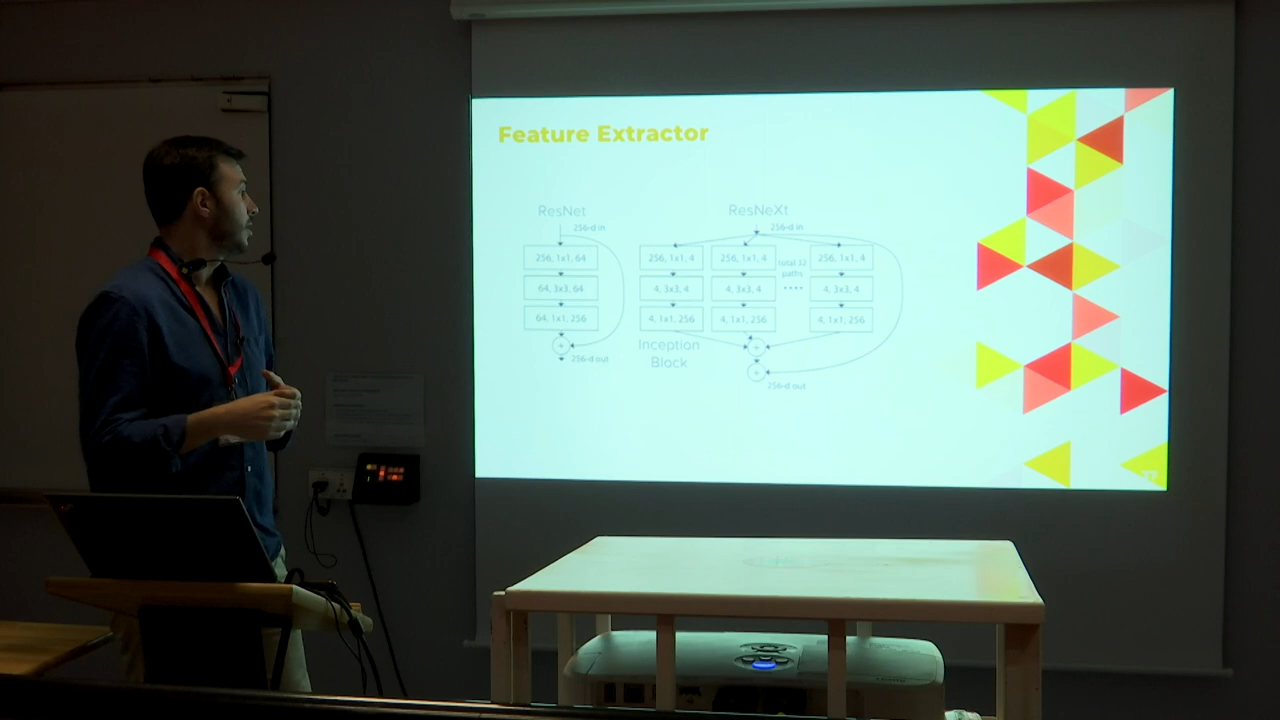 Feature Extractor
ResNet
256-d in
256, 1x1, 64
64, 3x3, 64
64, 1x1, 256
+
256-d out
ResNeXt
256-d in
256, 1x1, 4
256, 1x1, 4
total 32
paths
256, 1x1, 4
4, 3x3, 4
4, 3x3, 4
....
4, 3x3, 4
4, 1x1, 256
4, 1x1, 256
4, 1x1, 256
Inception
Block
+
+
256-d out